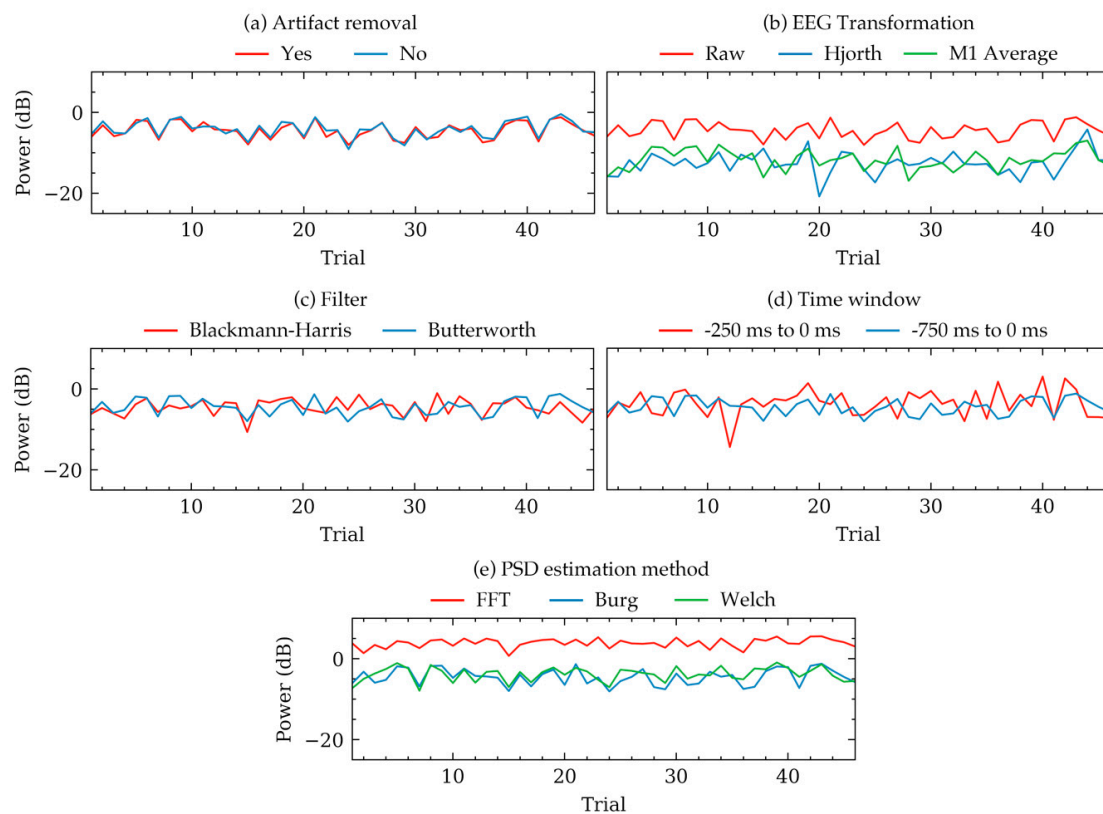 (a) Artifact removal
Yes No
Power (dB)
0
−20
10 20 30 40
Trial
(b) EEG Transformation
Raw Hjorth M1 Average
10 20 30 40
Trial
(c) Filter
Blackmann-Harris Butterworth
Power (dB)
0
−20
10 20 30 40
Trial
(d) Time window
-250 ms to 0 ms -750 ms to 0 ms
10 20 30 40
Trial
(e) PSD estimation method
FFT Burg Welch
Power (dB)
0
−20
10 20 30 40
Trial